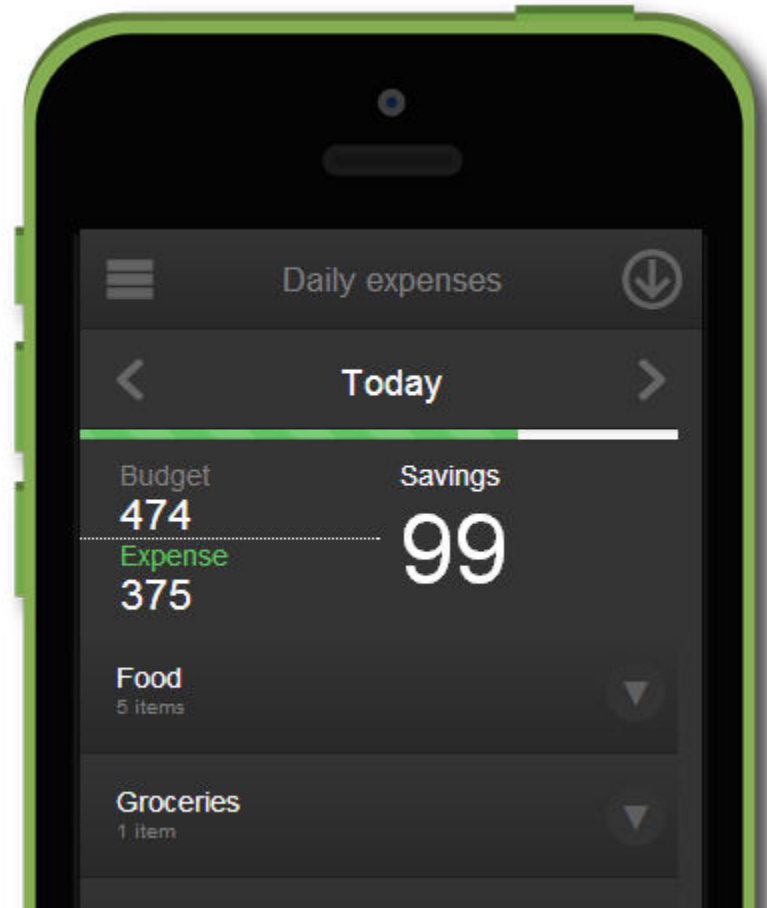 Daily expenses
Today
Budget
474
Expense
375
Savings
99
Food
5 items
Groceries
1 item